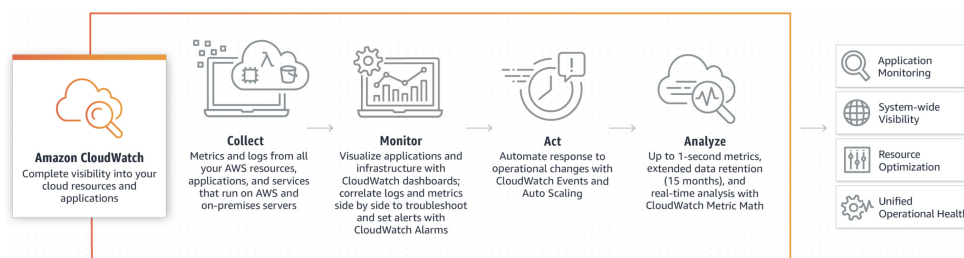 Amazon CloudWatch
Complete visibility into your
cloud resources and
applications
Collect
Metrics and logs from all
your AWS resources,
applications, and services
that run on AWS and
on-premises servers
Monitor
Visualize applications and
infrastructure with
CloudWatch dashboards;
correlate logs and metrics
side by side to troubleshoot
and set alerts with
CloudWatch Alarms
Act
Automate response to
operational changes with
CloudWatch Events and
Auto Scaling
Analyze
Up to 1-second metrics,
extended data retention
(15 months), and
real-time analysis with
CloudWatch Metric Math
Application
Monitoring
System-wide
Visibility
Resource
Optimization
Unified
Operational Health